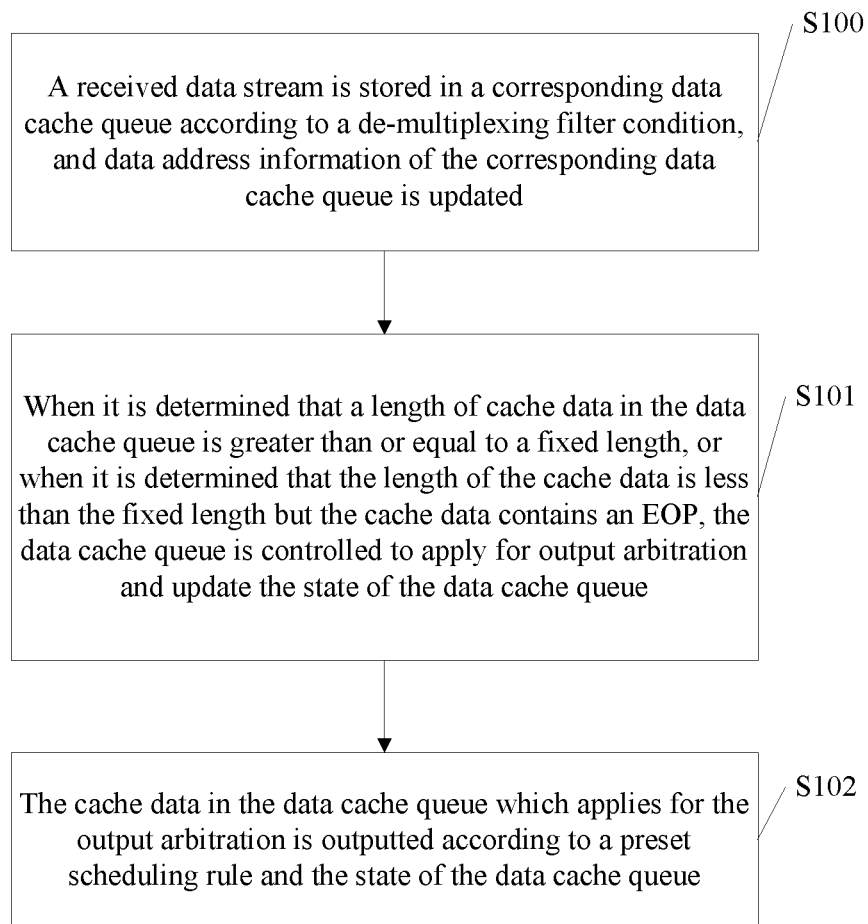 S100
A received data stream is stored in a corresponding data
cache queue according to a de-multiplexing filter condition,
and data address information of the corresponding data
cache queue is updated
S101
When it is determined that a length of cache data in the data
cache queue is greater than or equal to a fixed length, or
when it is determined that the length of the cache data is less
than the fixed length but the cache data contains an EOP, the
data cache queue is controlled to apply for output arbitration
and update the state of the data cache queue
S102
The cache data in the data cache queue which applies for the
output arbitration is outputted according to a preset
scheduling rule and the state of the data cache queue